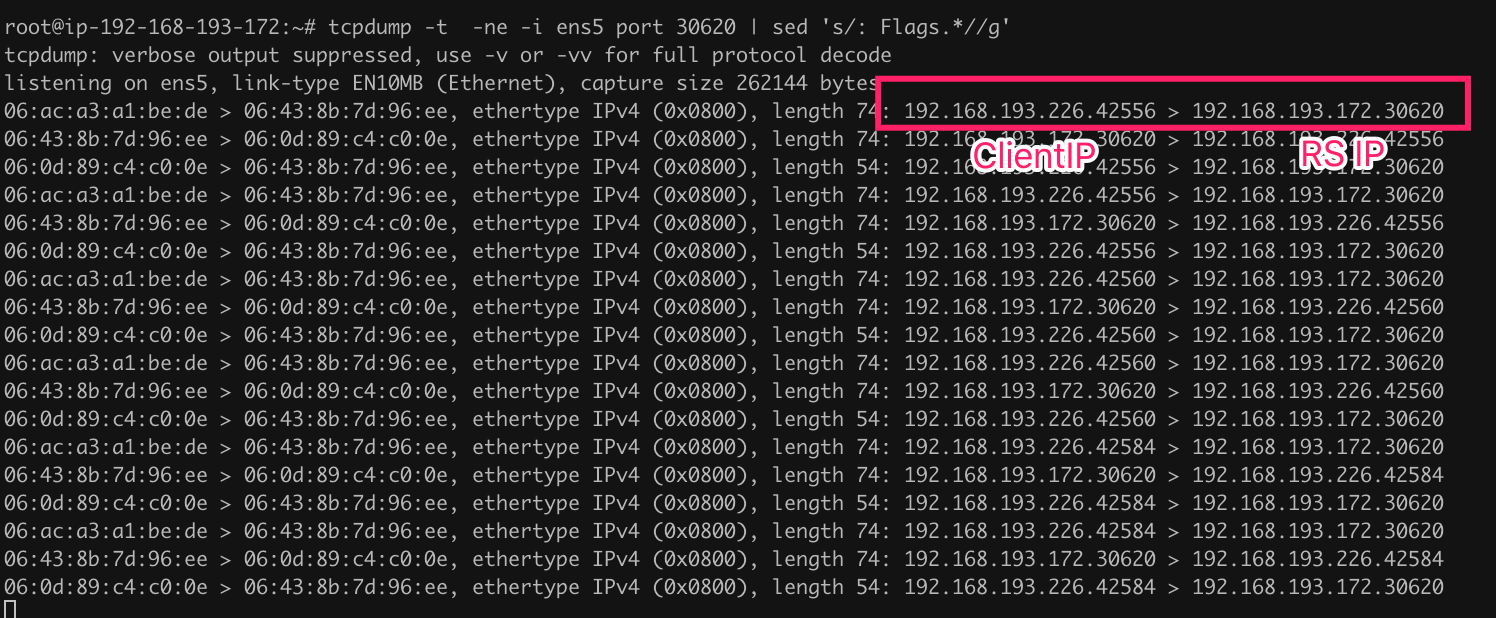 root@ip-192-168-193-172:~# tcpdump -t  -ne -i ens5 port 30620 | sed 's/: Flags.*//g'
tcpdump: verbose output suppressed, use -v or -vv for full protocol decode
listening on ens5, link-type EN10MB (Ethernet), capture size 262144 bytes
06:ac:a3:a1:be:de > 06:43:8b:7d:96:ee, ethertype IPv4 (0x0800), length 74: 192.168.193.226.42556 > 192.168.193.172.30620
06:43:8b:7d:96:ee > 06:0d:89:c4:c0:0e, ethertype IPv4 (0x0800), length 74: 192.168.193.172.30620 > 192.168.193.226.42556
ClientIP RS IP
06:0d:89:c4:c0:0e > 06:43:8b:7d:96:ee, ethertype IPv4 (0x0800), length 54: 192.168.193.226.42556 > 192.168.193.172.30620
06:ac:a3:a1:be:de > 06:43:8b:7d:96:ee, ethertype IPv4 (0x0800), length 74: 192.168.193.226.42556 > 192.168.193.172.30620
06:43:8b:7d:96:ee > 06:0d:89:c4:c0:0e, ethertype IPv4 (0x0800), length 74: 192.168.193.172.30620 > 192.168.193.226.42556
06:0d:89:c4:c0:0e > 06:43:8b:7d:96:ee, ethertype IPv4 (0x0800), length 54: 192.168.193.226.42556 > 192.168.193.172.30620
06:ac:a3:a1:be:de > 06:43:8b:7d:96:ee, ethertype IPv4 (0x0800), length 74: 192.168.193.226.42560 > 192.168.193.172.30620
06:43:8b:7d:96:ee > 06:0d:89:c4:c0:0e, ethertype IPv4 (0x0800), length 74: 192.168.193.172.30620 > 192.168.193.226.42560
06:0d:89:c4:c0:0e > 06:43:8b:7d:96:ee, ethertype IPv4 (0x0800), length 54: 192.168.193.226.42560 > 192.168.193.172.30620
06:ac:a3:a1:be:de > 06:43:8b:7d:96:ee, ethertype IPv4 (0x0800), length 74: 192.168.193.226.42560 > 192.168.193.172.30620
06:43:8b:7d:96:ee > 06:0d:89:c4:c0:0e, ethertype IPv4 (0x0800), length 74: 192.168.193.172.30620 > 192.168.193.226.42560
06:0d:89:c4:c0:0e > 06:43:8b:7d:96:ee, ethertype IPv4 (0x0800), length 54: 192.168.193.226.42560 > 192.168.193.172.30620
06:ac:a3:a1:be:de > 06:43:8b:7d:96:ee, ethertype IPv4 (0x0800), length 74: 192.168.193.226.42584 > 192.168.193.172.30620
06:43:8b:7d:96:ee > 06:0d:89:c4:c0:0e, ethertype IPv4 (0x0800), length 74: 192.168.193.172.30620 > 192.168.193.226.42584
06:0d:89:c4:c0:0e > 06:43:8b:7d:96:ee, ethertype IPv4 (0x0800), length 54: 192.168.193.226.42584 > 192.168.193.172.30620
06:ac:a3:a1:be:de > 06:43:8b:7d:96:ee, ethertype IPv4 (0x0800), length 74: 192.168.193.226.42584 > 192.168.193.172.30620
06:43:8b:7d:96:ee > 06:0d:89:c4:c0:0e, ethertype IPv4 (0x0800), length 74: 192.168.193.172.30620 > 192.168.193.226.42584
06:0d:89:c4:c0:0e > 06:43:8b:7d:96:ee, ethertype IPv4 (0x0800), length 54: 192.168.193.226.42584 > 192.168.193.172.30620